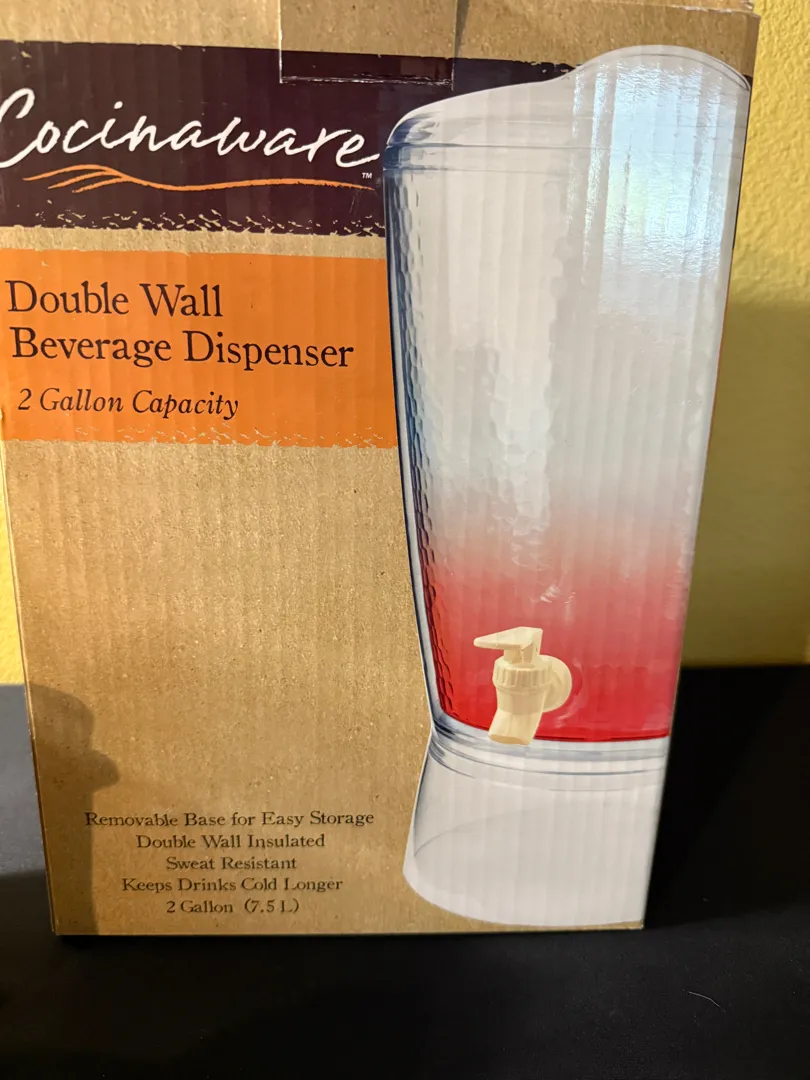 Cocinaware™
Double Wall
Beverage Dispenser
2 Gallon Capacity
Removable Base for Easy Storage
Double Wall Insulated
Sweat Resistant
Keeps Drinks Cold Longer
2 Gallon (7.5 L)